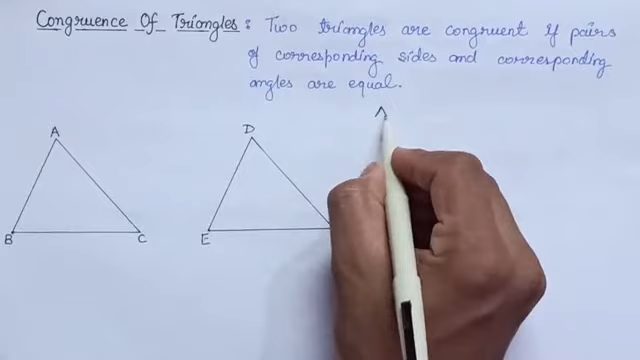 Congruence Of Triangles: Two triangles are congruent if pairs
of corresponding sides and corresponding
angles are equal.
A D
B C E